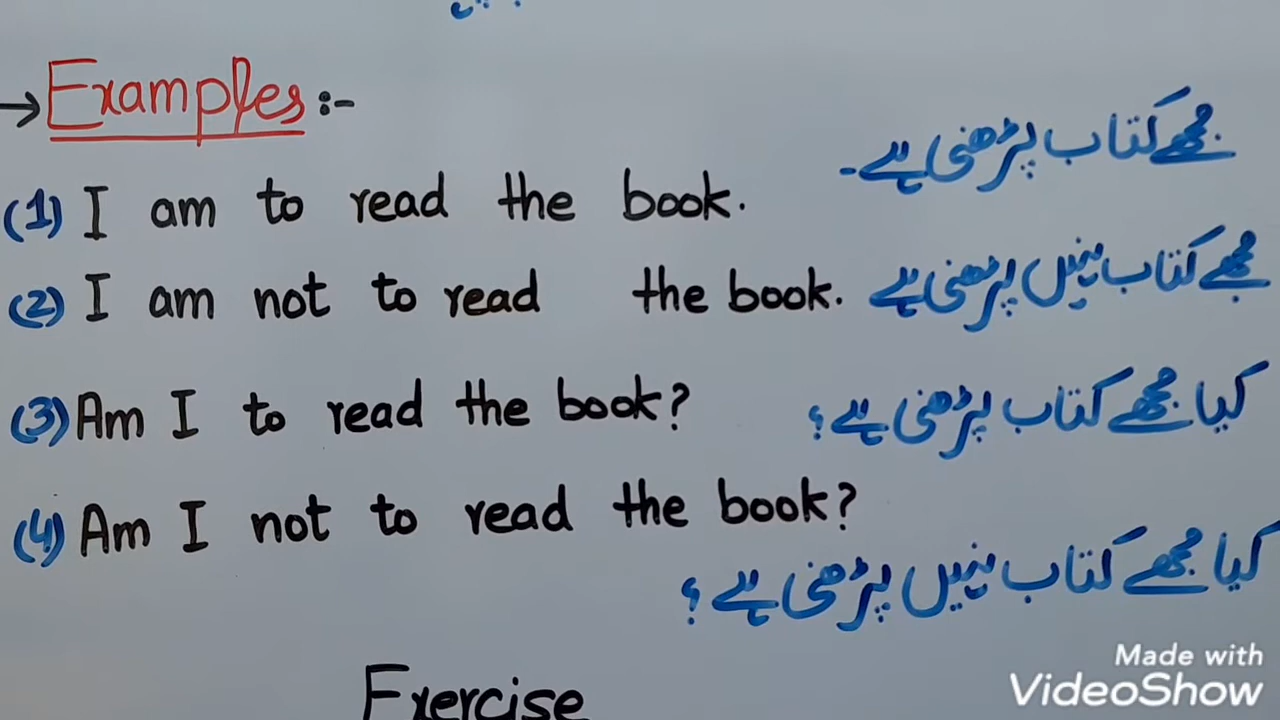 → Examples :-
مجھے کتاب پڑھنی ہے۔
(1) I am to read the book.
(2) I am not to read the book. مجھے کتاب نہیں پڑھنی ہے
(3) Am I to read the book? کیا مجھے کتاب پڑھنی ہے؟
(4) Am I not to read the book?
کیا مجھے کتاب نہیں پڑھنی ہے؟
Exercise
Made with
VideoShow